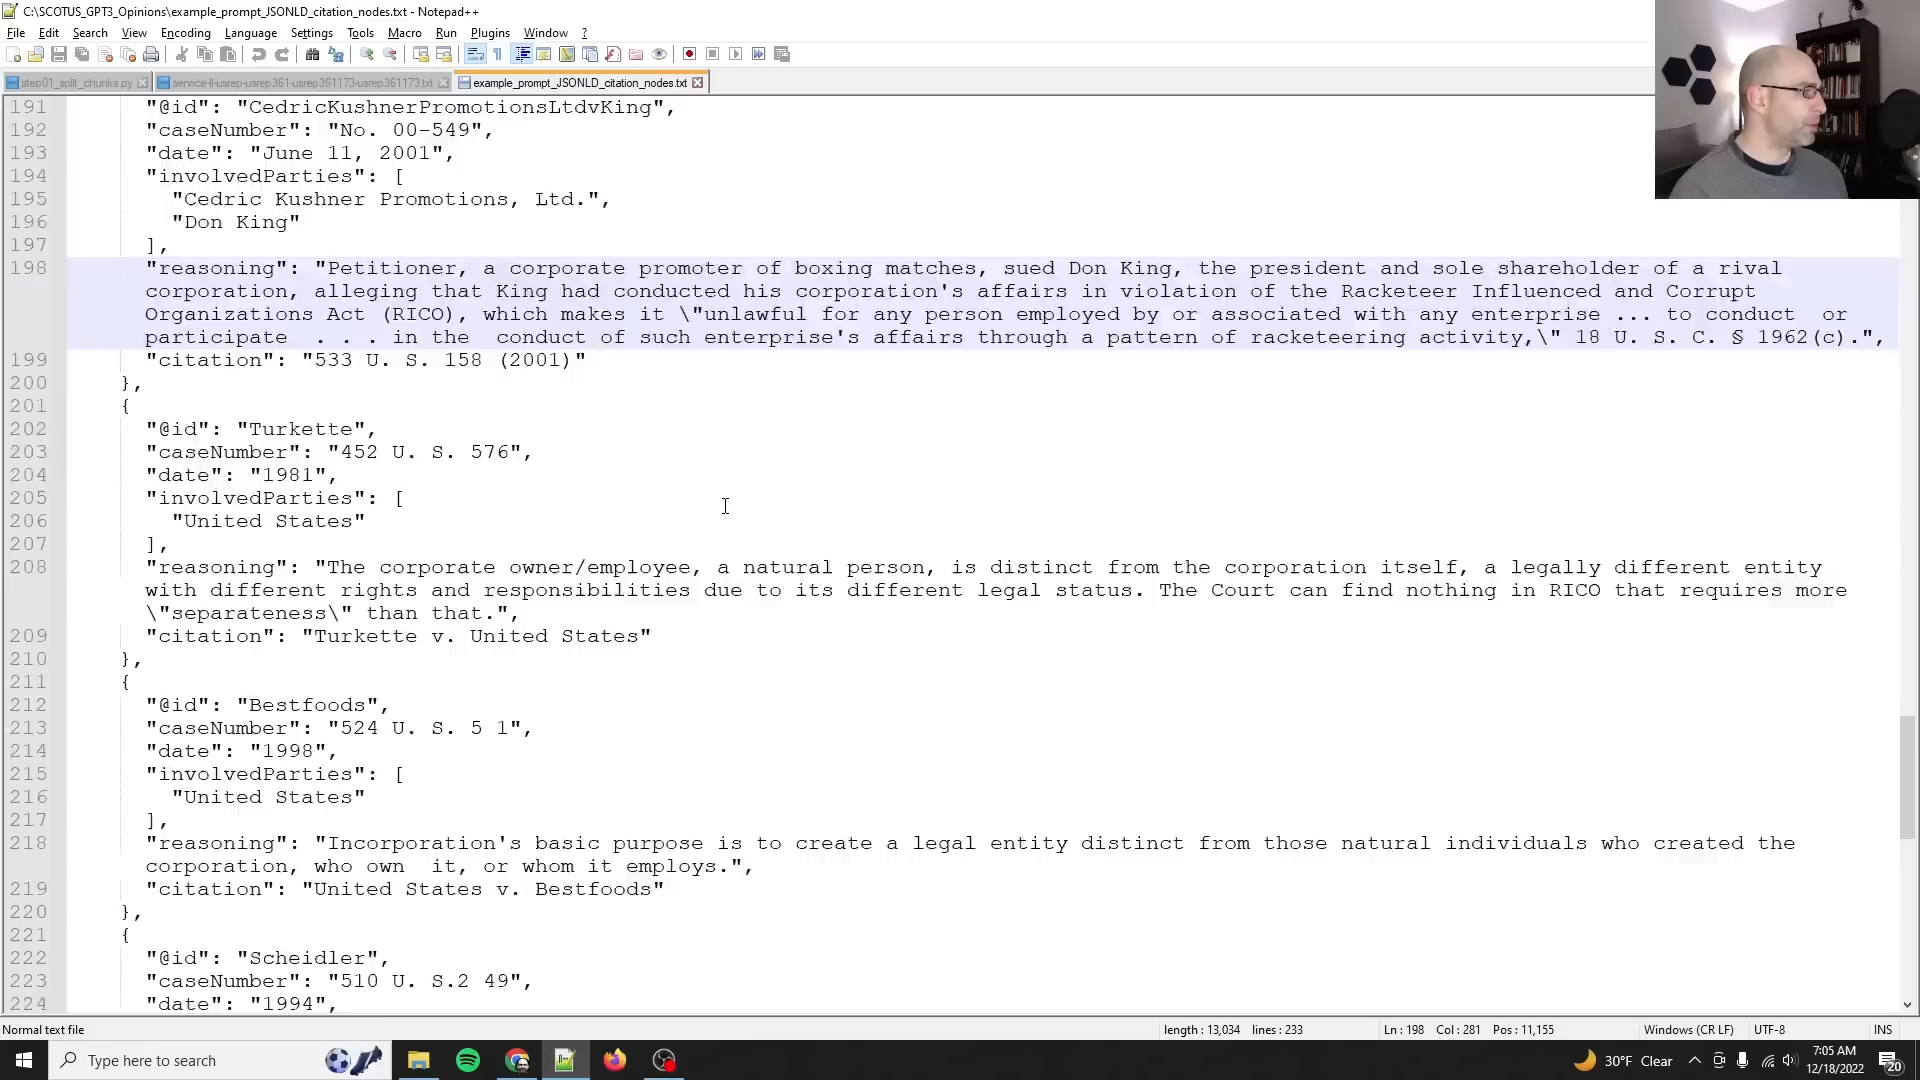 C:\SCOTUS_GPT3_Opinions\example_prompt_JSONLD_citation_nodes.txt - Notepad++
File Edit Search View Encoding Language Settings Tools Macro Run Plugins Window ?
step01_split_chunks.py service-ll-usrep-usrep361-usrep361173-usrep361173.txt example_prompt_JSONLD_citation_nodes.txt
191 "@id": "CedricKushnerPromotionsLtdvKing",
192 "caseNumber": "No. 00-549",
193 "date": "June 11, 2001",
194 "involvedParties": [
195 "Cedric Kushner Promotions, Ltd.",
196 "Don King"
197 ],
198 "reasoning": "Petitioner, a corporate promoter of boxing matches, sued Don King, the president and sole shareholder of a rival
corporation, alleging that King had conducted his corporation's affairs in violation of the Racketeer Influenced and Corrupt
Organizations Act (RICO), which makes it \"unlawful for any person employed by or associated with any enterprise ... to conduct  or
participate  . . . in the  conduct of such enterprise's affairs through a pattern of racketeering activity,\" 18 U. S. C. § 1962(c).",
199 "citation": "533 U. S. 158 (2001)"
200 },
201 {
202 "@id": "Turkette",
203 "caseNumber": "452 U. S. 576",
204 "date": "1981",
205 "involvedParties": [
206 "United States"
207 ],
208 "reasoning": "The corporate owner/employee, a natural person, is distinct from the corporation itself, a legally different entity
with different rights and responsibilities due to its different legal status. The Court can find nothing in RICO that requires more
\"separateness\" than that.",
209 "citation": "Turkette v. United States"
210 },
211 {
212 "@id": "Bestfoods",
213 "caseNumber": "524 U. S. 5 1",
214 "date": "1998",
215 "involvedParties": [
216 "United States"
217 ],
218 "reasoning": "Incorporation's basic purpose is to create a legal entity distinct from those natural individuals who created the
corporation, who own  it, or whom it employs.",
219 "citation": "United States v. Bestfoods"
220 },
221 {
222 "@id": "Scheidler",
223 "caseNumber": "510 U. S.2 49",
224 "date": "1994",
Normal text file length : 13,034 lines : 233 Ln : 198 Col : 281 Pos : 11,155 Windows (CR LF) UTF-8 INS
Type here to search 30°F Clear 7:05 AM
12/18/2022 20